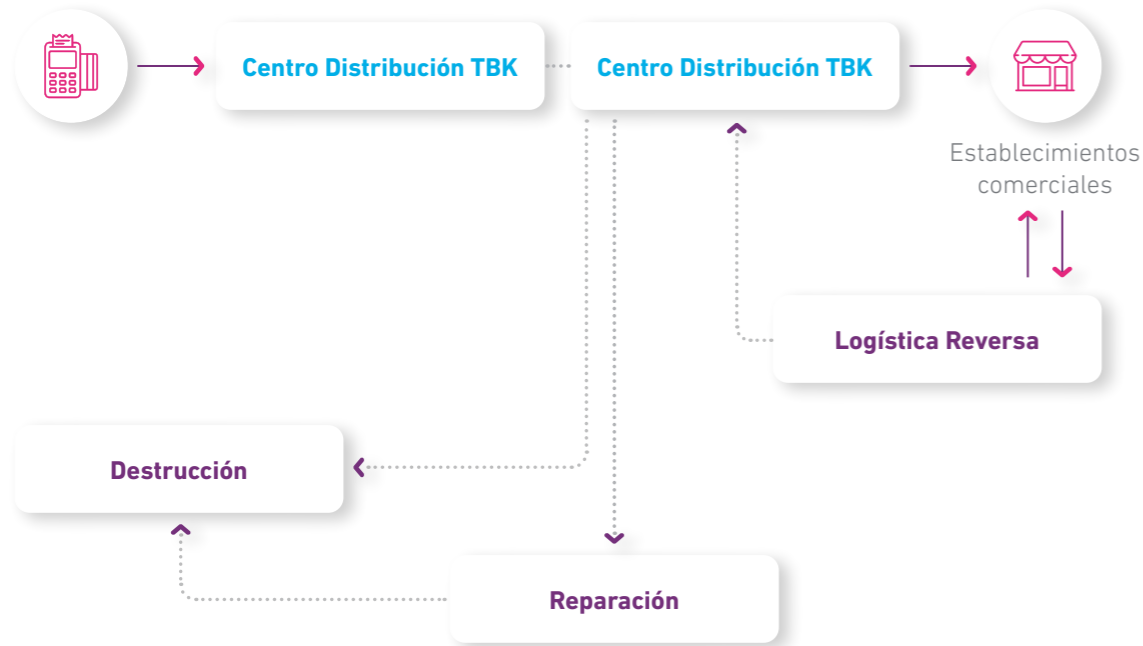 Centro Distribución TBK
Centro Distribución TBK
Establecimientos
comerciales
Logística Reversa
Destrucción
Reparación